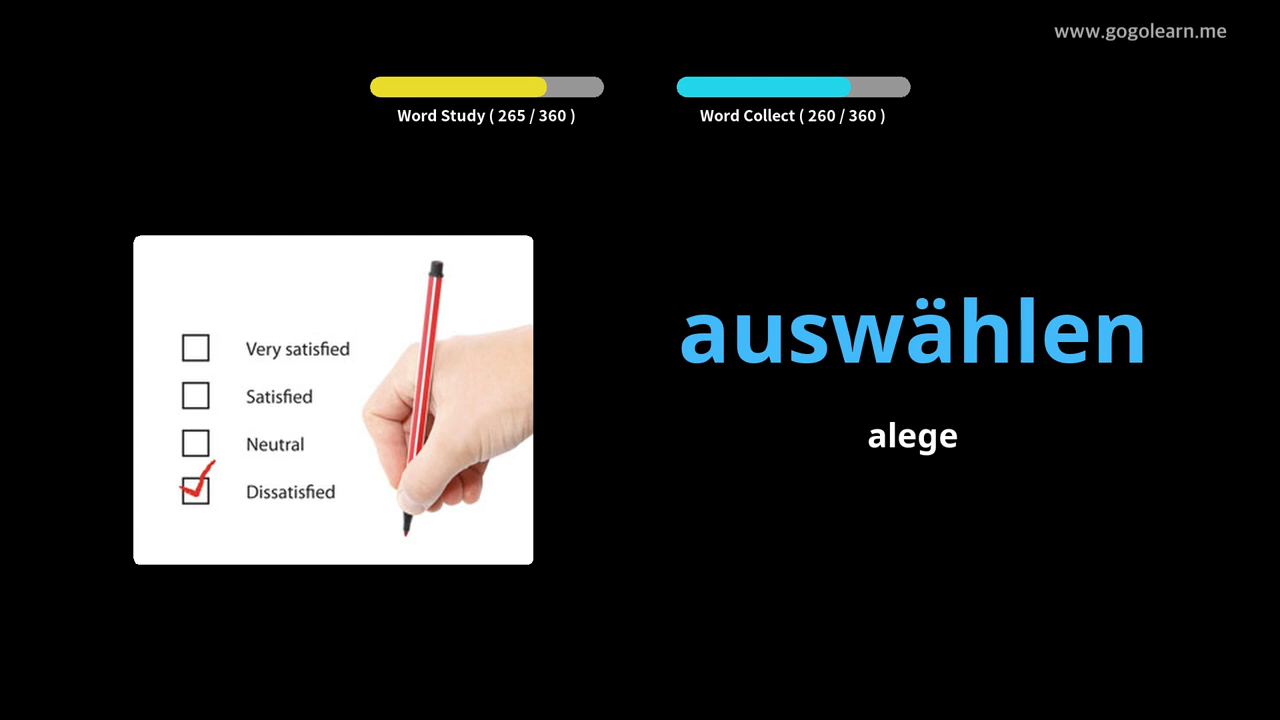 www.gogolearn.me
Word Study ( 265 / 360 )
Word Collect ( 260 / 360 )
Very satisfied
Satisfied
Neutral
Dissatisfied
auswählen
alege